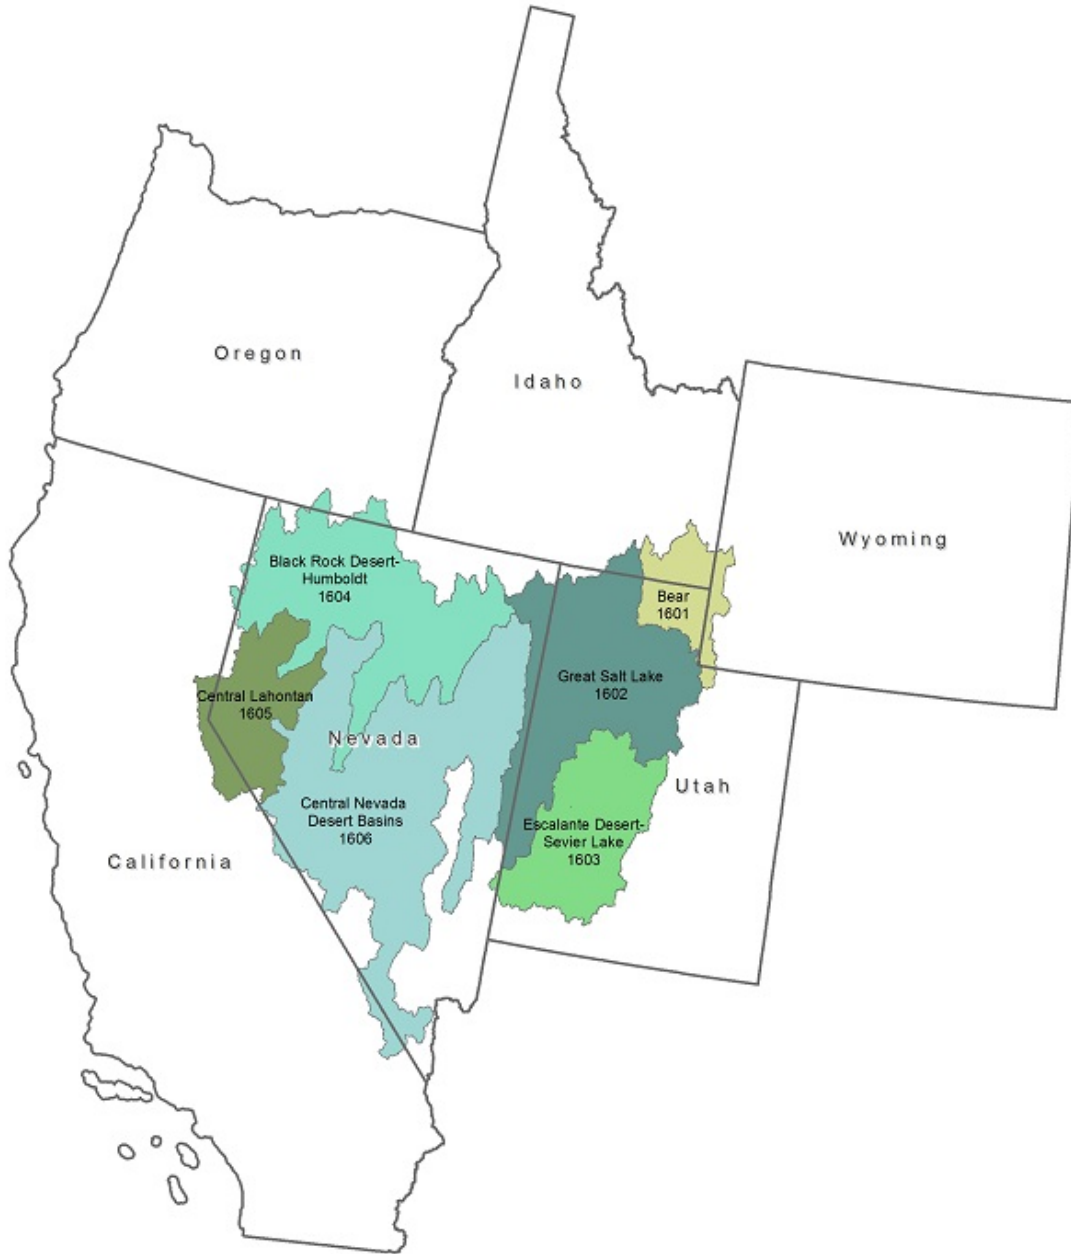 Oregon
Idaho
Wyoming
Black Rock Desert-
Humboldt
1604
Bear
1601
Great Salt Lake
1602
Central Lahontan
1605
Nevada
Utah
Central Nevada
Desert Basins
1606
Escalante Desert-
Sevier Lake
1603
California